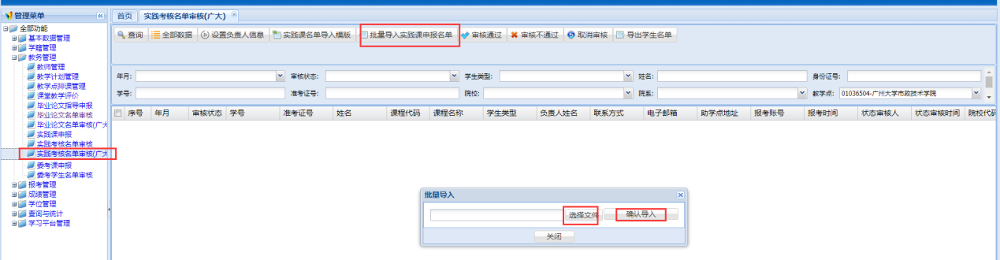 管理菜单
首页 实践考核名单审核(广大)
全部功能
基本数据管理
学籍管理
教务管理
教师管理
教学计划管理
教学点排课管理
课堂教学评价
毕业论文指导申报
毕业论文名单审核
毕业论文名单审核(广大
实践课申报
实践考核名单审核
实践考核名单审核(广大
委考课申报
委考学生名单审核
报考管理
成绩管理
学位管理
查询与统计
学习平台管理
查询 全部数据 设置负责人信息 实践课名单导入模版 批量导入实践课申报名单 审核通过 审核不通过 取消审核 导出学生名单
年月: 审核状态: 学生类型: 姓名: 身份证号:
学号: 准考证号: 院校: 院系: 教学点: 01036504-广州大学市政技术学院
序号 年月 审核状态 学号 准考证号 姓名 课程代码 课程名称 学生类型 负责人姓名 联系方式 电子邮箱 助学点地址 报考账号 报考时间 状态审核人 状态审核时间 院校代码
批量导入
选择文件 确认导入
关闭